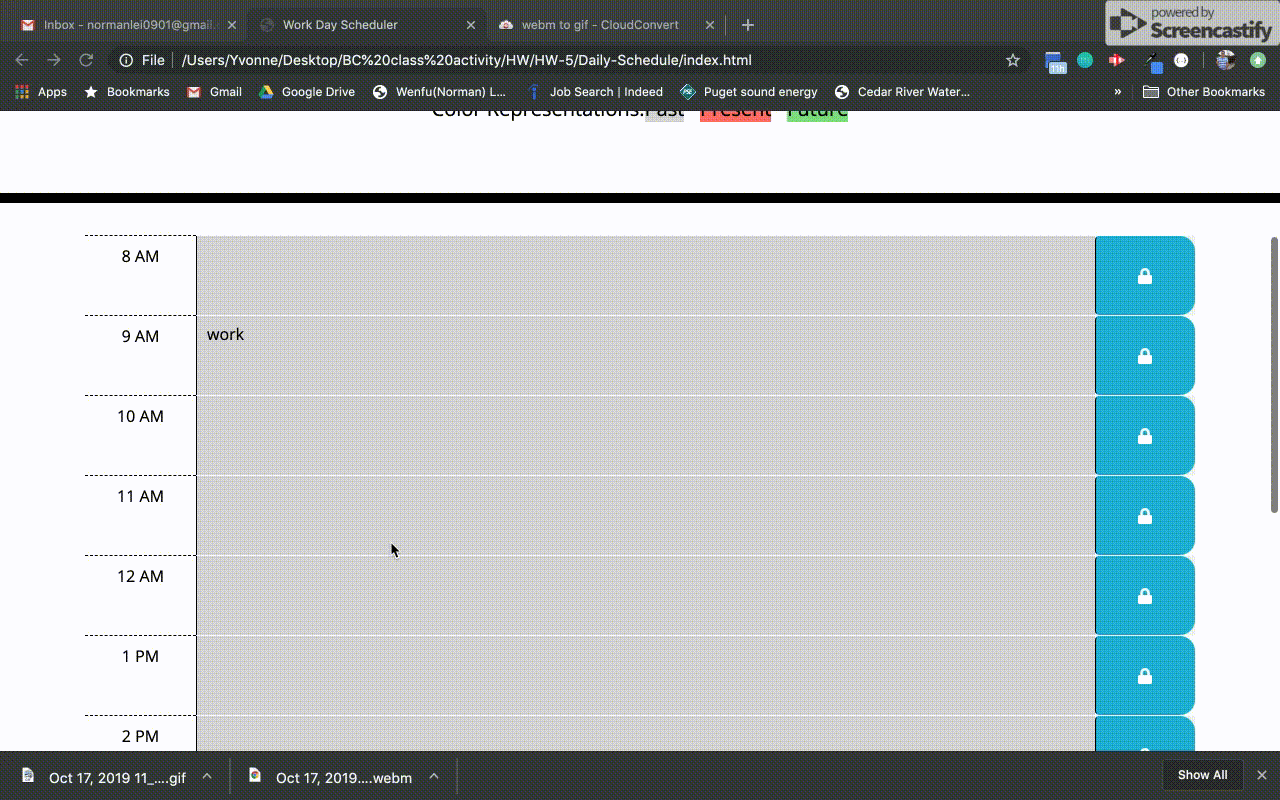 Inbox - normanlei0901@gmail.
Work Day Scheduler
webm to gif - CloudConvert
powered by
Screencastify
File
/Users/Yvonne/Desktop/BC%20class%20activity/HW/HW-5/Daily-Schedule/index.html
11h
Apps
Bookmarks
Gmail
Google Drive
Wenfu(Norman) L...
Job Search | Indeed
Puget sound energy
Cedar River Water...
»
Other Bookmarks
Color Representations:Past Present Future
8 AM
9 AM
work
10 AM
11 AM
12 AM
1 PM
2 PM
Oct 17, 2019 11_....gif
Oct 17, 2019....webm
Show All